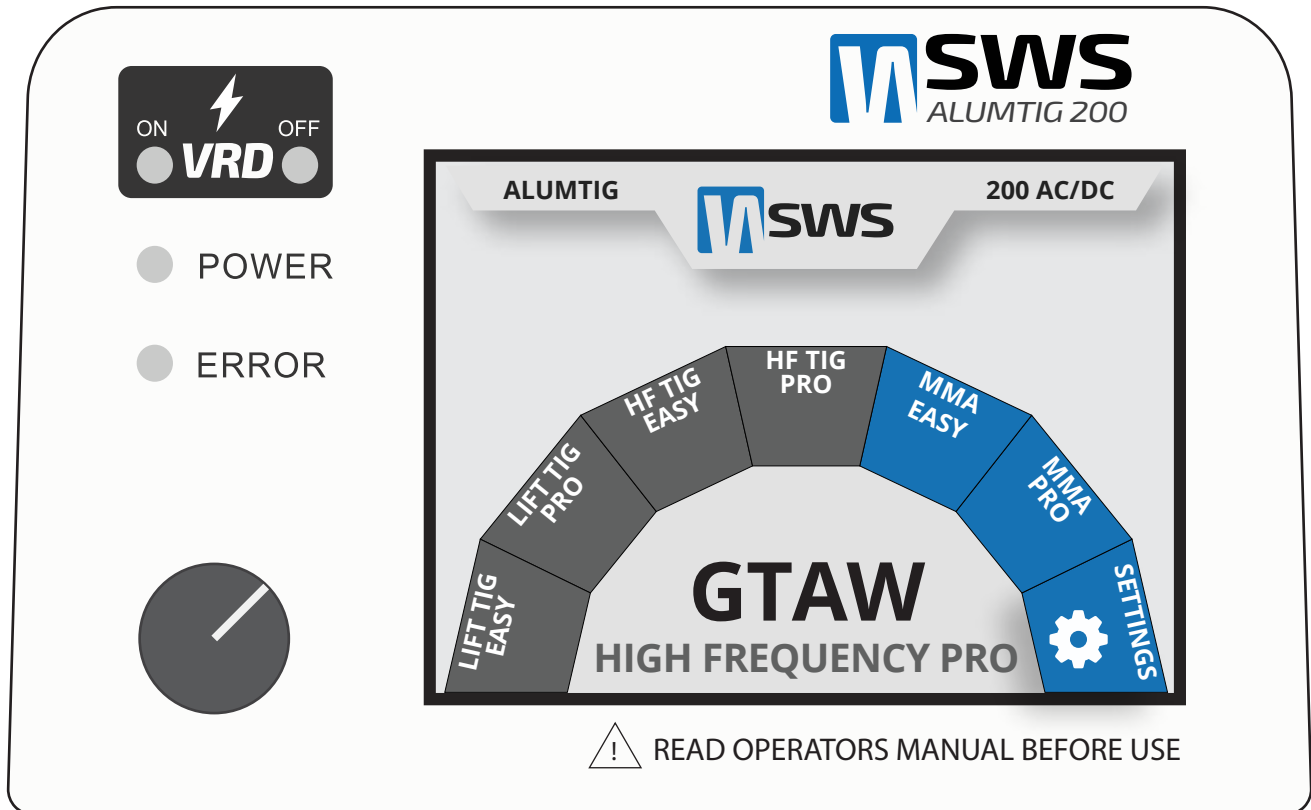 ON
OFF
VRD
POWER
ERROR
SWS
ALUMTIG 200
ALUMTIG
SWS
200 AC/DC
LIFT TIG
EASY
LIFT TIG
PRO
HF TIG
EASY
HF TIG
PRO
MMA
EASY
MMA
PRO
SETTINGS
GTAW
HIGH FREQUENCY PRO
! READ OPERATORS MANUAL BEFORE USE